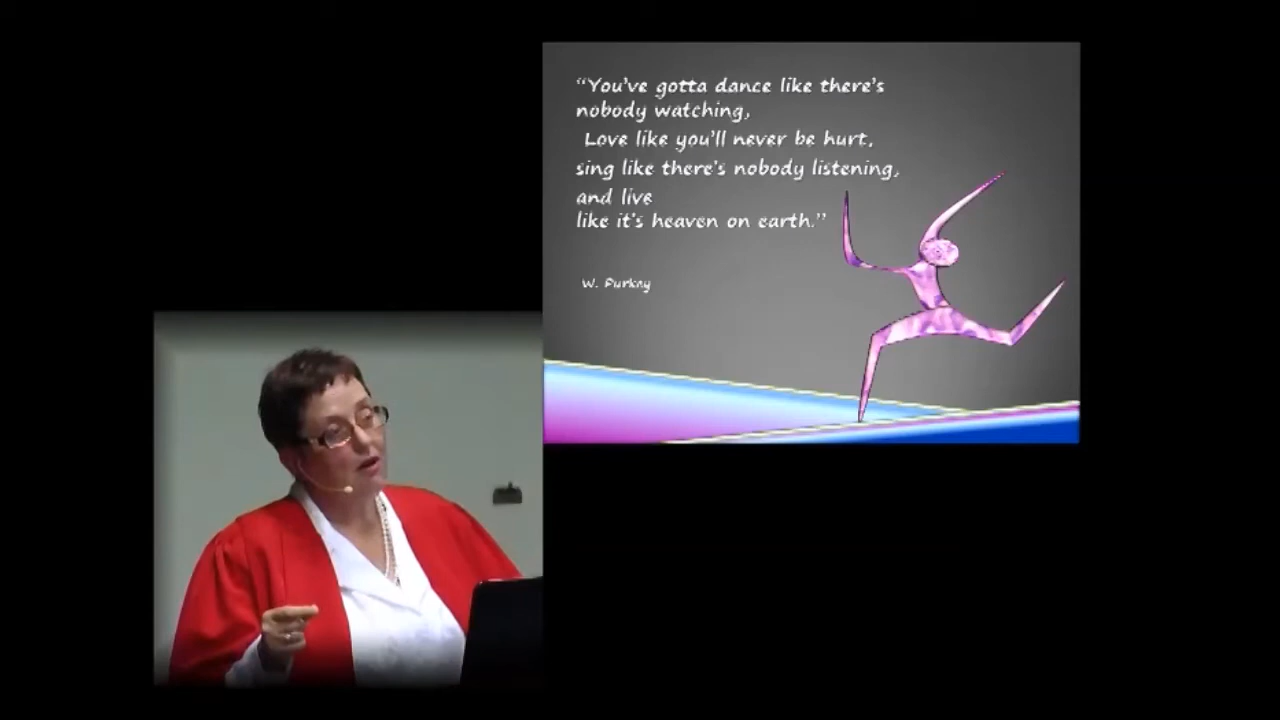 “You’ve gotta dance like there’s
nobody watching,
Love like you’ll never be hurt,
sing like there’s nobody listening,
and live
like it’s heaven on earth.”
W. Purkay